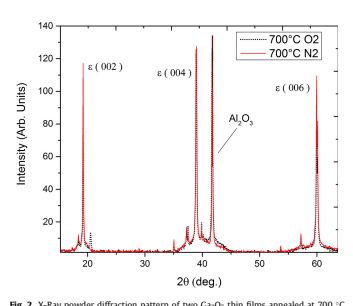 140
120
100
80
60
40
20
Intensity (Arb. Units)
700°C O2
700°C N2
ε ( 002 )
ε ( 004 )
Al₂O₃
ε ( 006 )
20 30 40 50 60
2θ (deg.)
Fig. 2. X-Ray powder diffraction pattern of two Ga₂O₃ thin films annealed at 700 °C